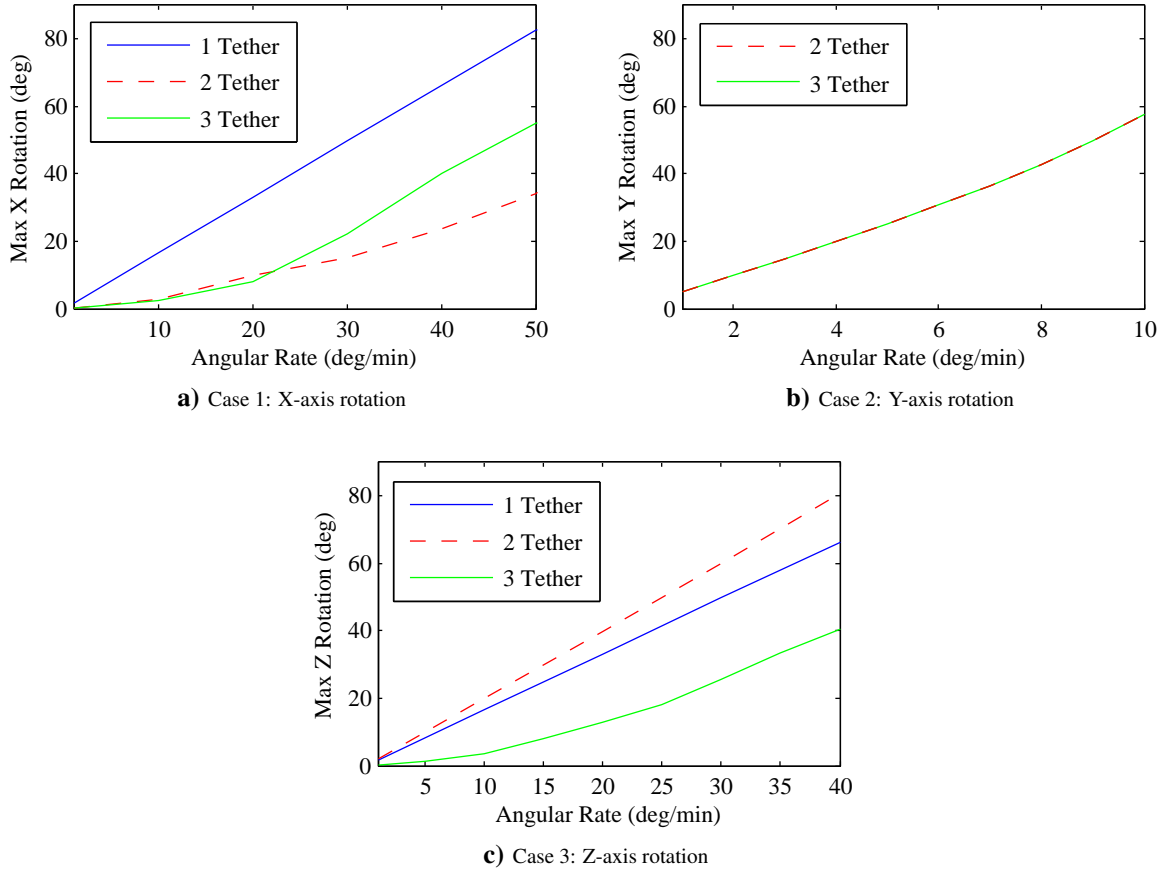 80
60
40
20
0
Max X Rotation (deg)
1 Tether
2 Tether
3 Tether
10 20 30 40 50
Angular Rate (deg/min)
a) Case 1: X-axis rotation
80
60
40
20
0
Max Y Rotation (deg)
2 Tether
3 Tether
2 4 6 8 10
Angular Rate (deg/min)
b) Case 2: Y-axis rotation
80
60
40
20
0
Max Z Rotation (deg)
1 Tether
2 Tether
3 Tether
5 10 15 20 25 30 35 40
Angular Rate (deg/min)
c) Case 3: Z-axis rotation